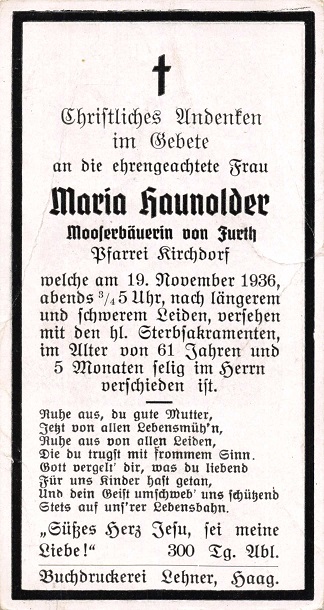 Christliches Andenken
im Gebete
an die ehrengeachtete Frau
Maria Haunolder
Mooserbäuerin von Furth
Pfarrei Kirchdorf
welche am 19. November 1936,
abends ¾5 Uhr, nach längerem
und schwerem Leiden, versehen
mit den hl. Sterbsakramenten,
im Alter von 61 Jahren und
5 Monaten selig im Herrn
verschieden ist.
Ruhe aus, du gute Mutter,
Jetzt von allen Lebensmüh'n,
Ruhe aus von allen Leiden,
Die du trugst mit frommem Sinn.
Gott vergelt' dir, was du liebend
Für uns Kinder hast getan,
Und dein Geist umschweb' uns schützend
Stets auf uns'rer Lebensbahn.
„Süßes Herz Jesu, sei meine
Liebe!" 300 Tg. Abl.
Buchdruckerei Lehner, Haag.